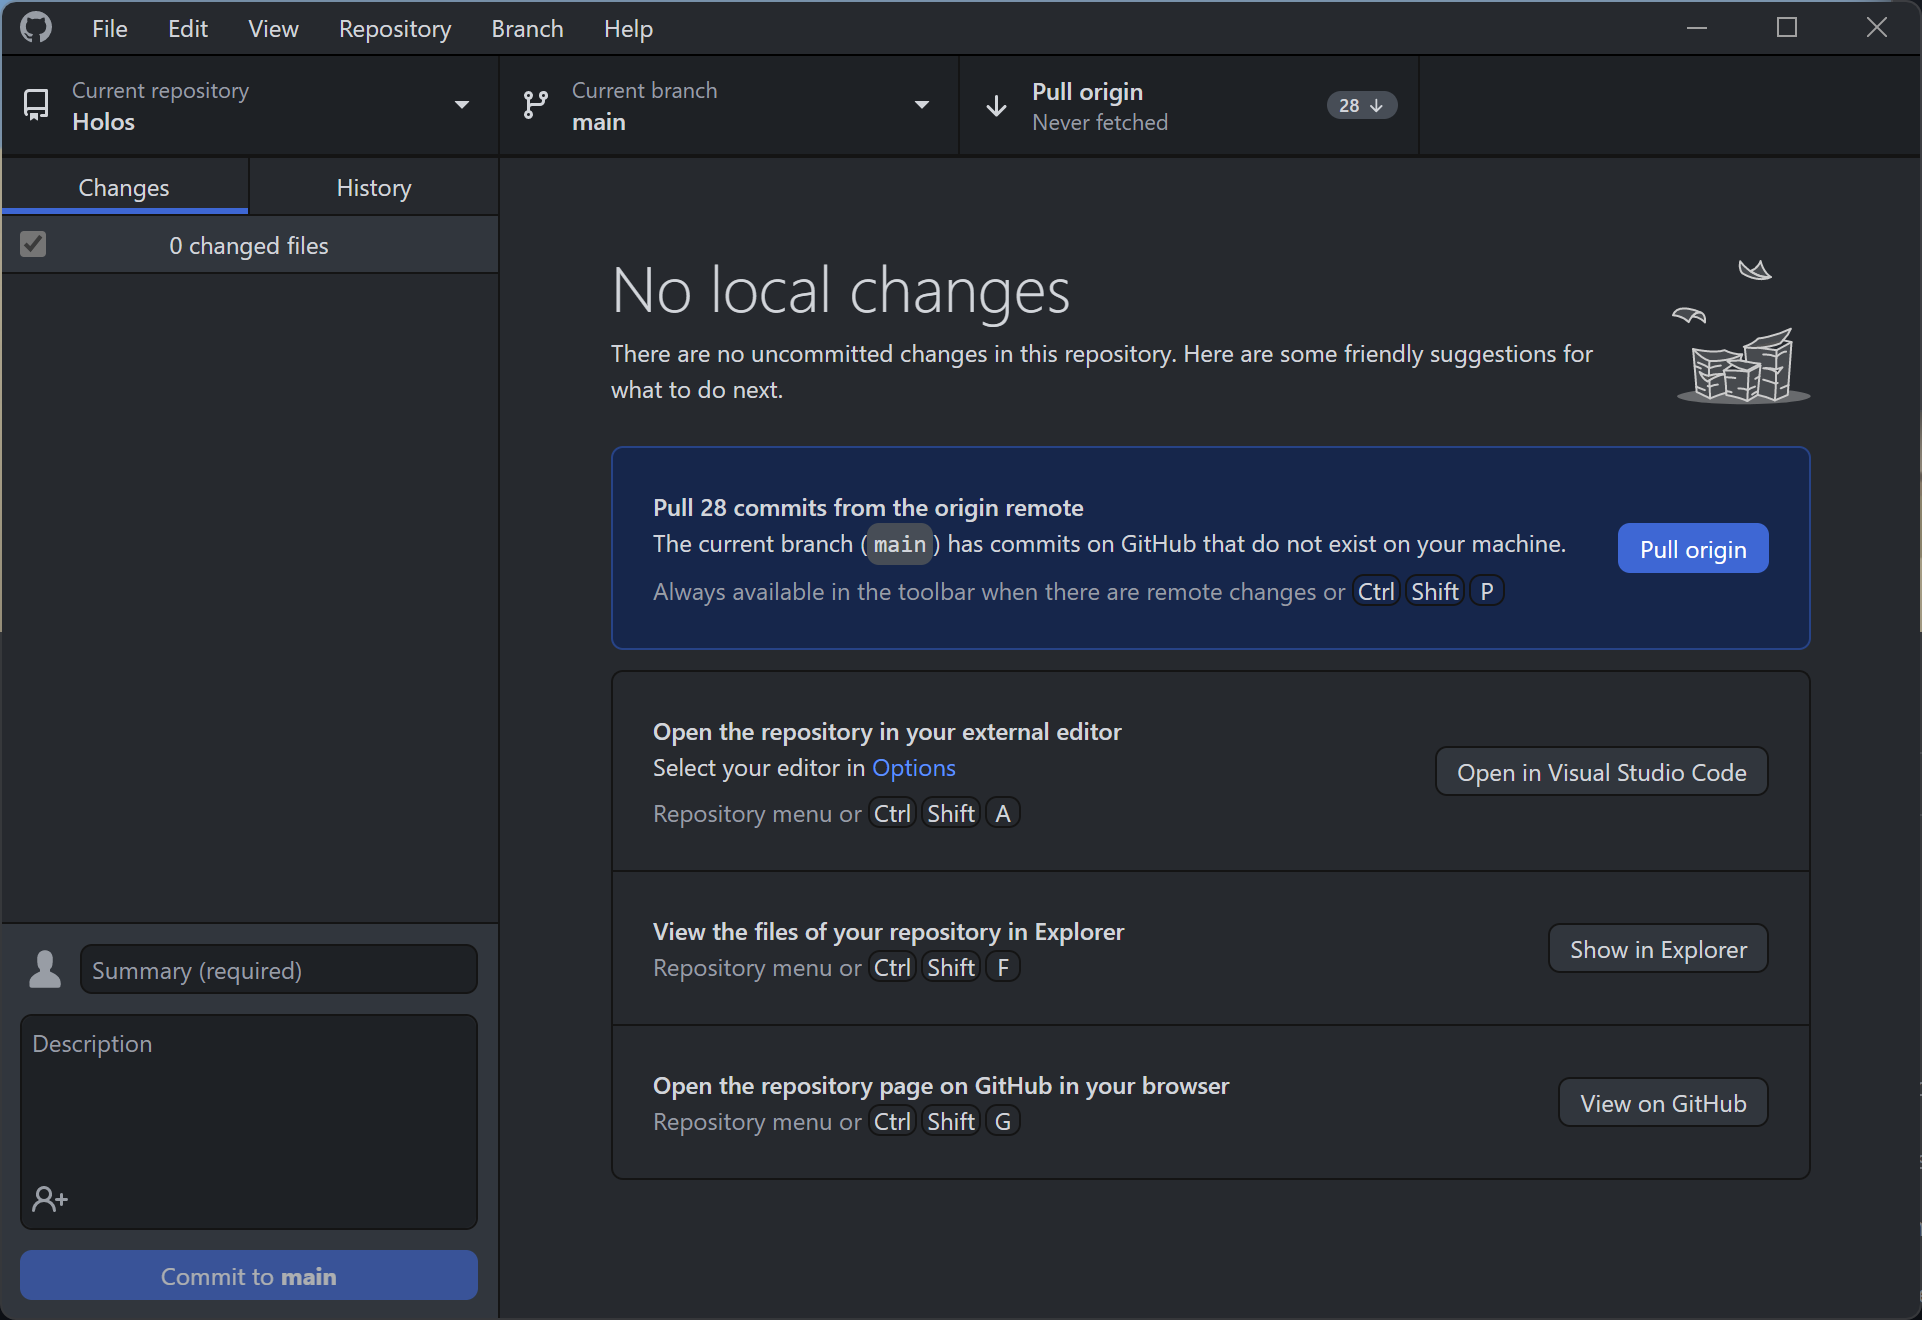 File Edit View Repository Branch Help
Current repository
Holos
Current branch
main
Pull origin
Never fetched
28
Changes
History
0 changed files
No local changes
There are no uncommitted changes in this repository. Here are some friendly suggestions for
what to do next.
Pull 28 commits from the origin remote
The current branch (main) has commits on GitHub that do not exist on your machine.
Always available in the toolbar when there are remote changes or Ctrl Shift P
Pull origin
Open the repository in your external editor
Select your editor in Options
Repository menu or Ctrl Shift A
Open in Visual Studio Code
View the files of your repository in Explorer
Repository menu or Ctrl Shift F
Show in Explorer
Open the repository page on GitHub in your browser
Repository menu or Ctrl Shift G
View on GitHub
Summary (required)
Description
Commit to main